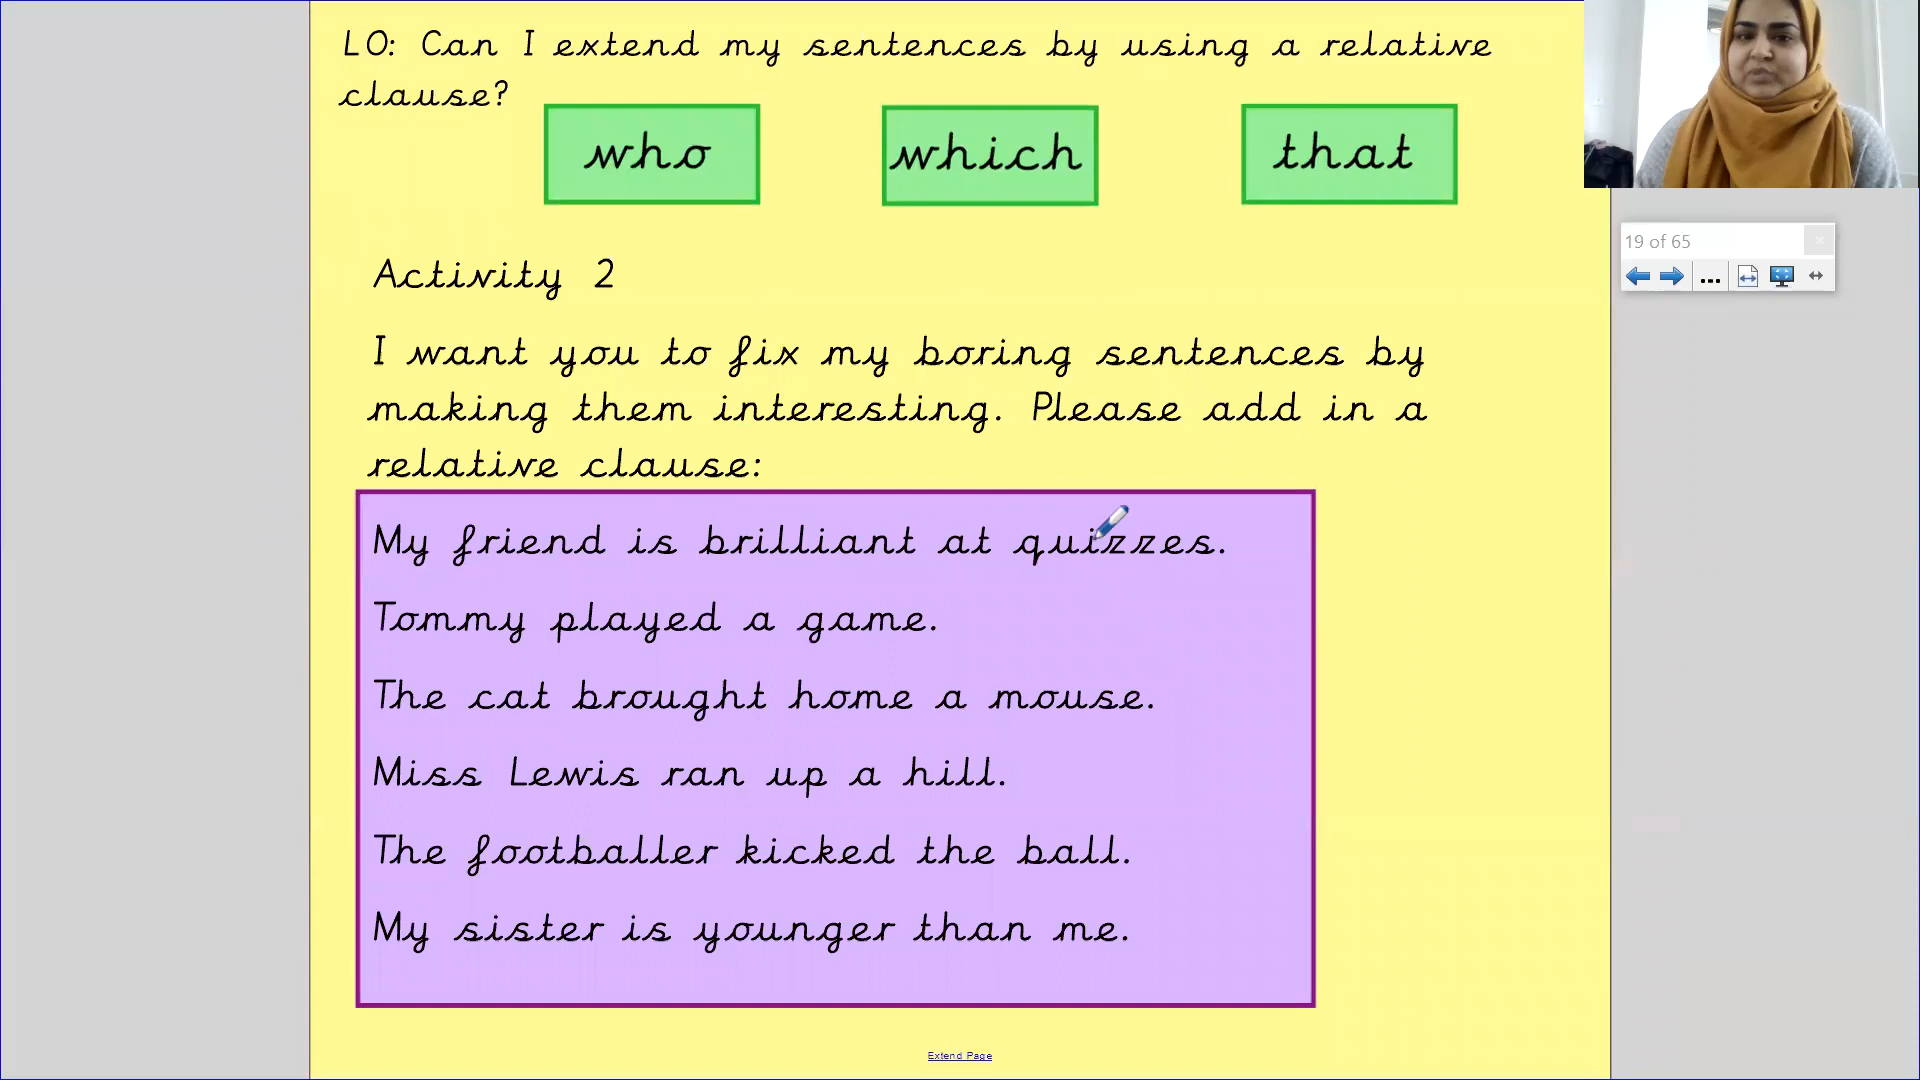 LO: Can I extend my sentences by using a relative
clause?
who
which
that
19 of 65
Activity 2
I want you to fix my boring sentences by
making them interesting. Please add in a
relative clause:
My friend is brilliant at quizzes.
Tommy played a game.
The cat brought home a mouse.
Miss Lewis ran up a hill.
The footballer kicked the ball.
My sister is younger than me.
Extend Page